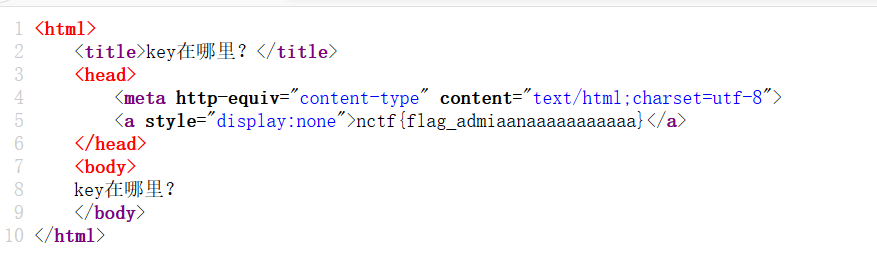 1 <html>
2 <title>key在哪里？</title>
3 <head>
4 <meta http-equiv="content-type" content="text/html;charset=utf-8">
5 <a style="display:none">nctf{flag_admiaanaaaaaaaaaaa}</a>
6 </head>
7 <body>
8 key在哪里？
9 </body>
10 </html>